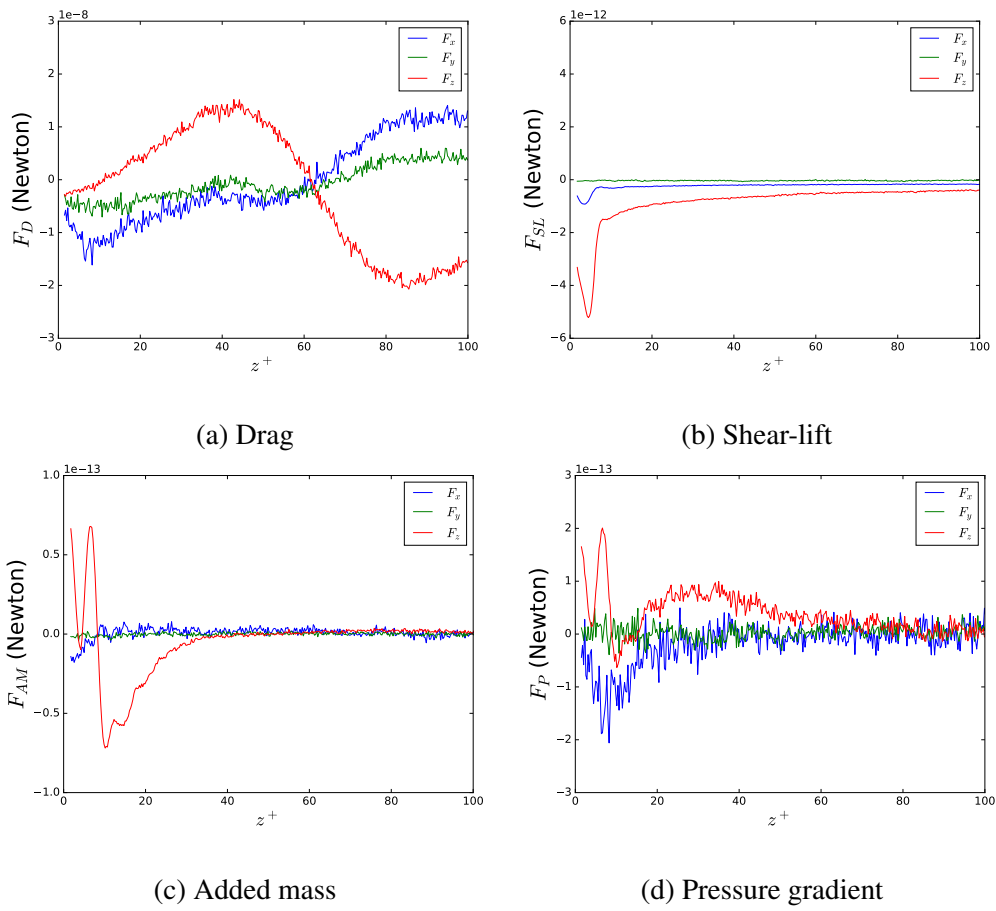 1e−8
3
2
1
0
−1
−2
−3
F_D (Newton)
0 20 40 60 80 100
z^+
F_x
F_y
F_z
(a) Drag
1e−12
6
4
2
0
−2
−4
−6
F_SL (Newton)
0 20 40 60 80 100
z^+
F_x
F_y
F_z
(b) Shear-lift
1e−13
1.0
0.5
0.0
−0.5
−1.0
F_AM (Newton)
0 20 40 60 80 100
z^+
F_x
F_y
F_z
(c) Added mass
1e−13
3
2
1
0
−1
−2
−3
F_P (Newton)
0 20 40 60 80 100
z^+
F_x
F_y
F_z
(d) Pressure gradient